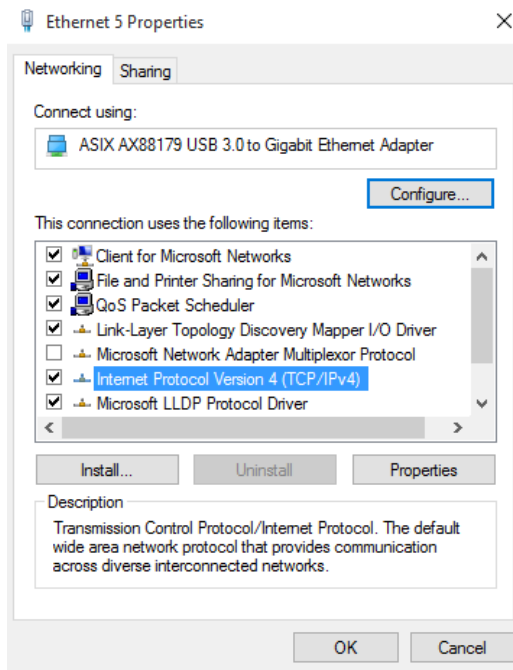 Ethernet 5 Properties
Networking
Sharing
Connect using:
ASIX AX88179 USB 3.0 to Gigabit Ethernet Adapter
Configure...
This connection uses the following items:
Client for Microsoft Networks
File and Printer Sharing for Microsoft Networks
QoS Packet Scheduler
Link-Layer Topology Discovery Mapper I/O Driver
Microsoft Network Adapter Multiplexor Protocol
Internet Protocol Version 4 (TCP/IPv4)
Microsoft LLDP Protocol Driver
Install...
Uninstall
Properties
Description
Transmission Control Protocol/Internet Protocol. The default
wide area network protocol that provides communication
across diverse interconnected networks.
OK
Cancel